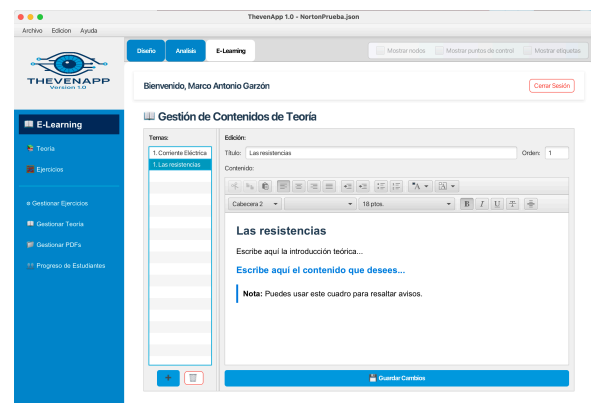 ThevenApp 1.0 - NortonPrueba.json
Archivo Edicion Ayuda
THEVENAPP
Version 1.0
Diseño Analisis E-Learning
Mostrar nodos Mostrar puntos de control Mostrar etiquetas
Bienvenido, Marco Antonio Garzón
Cerrar Sesión
E-Learning
Teoría
Ejercicios
Gestionar Ejercicios
Gestionar Teoría
Gestionar PDFs
Progreso de Estudiantes
Gestión de Contenidos de Teoría
Temas:
1. Corriente Eléctrica
1. Las resistencias
Edición:
Título: Las resistencias Orden: 1
Contenido:
Cabecera 2 18 ptos. B I U
Las resistencias
Escribe aquí la introducción teórica...
Escribe aquí el contenido que desees...
Nota: Puedes usar este cuadro para resaltar avisos.
+
Guardar Cambios